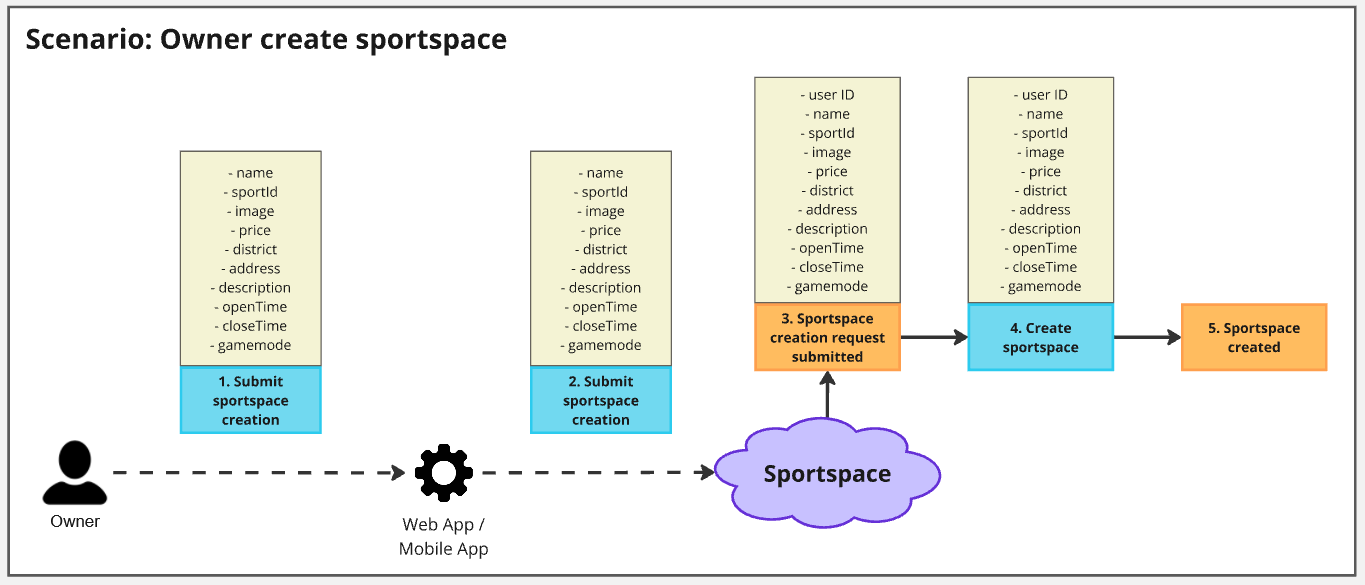 Scenario: Owner create sportspace
- name
- sportId
- image
- price
- district
- address
- description
- openTime
- closeTime
- gamemode
1. Submit
sportspace
creation
- name
- sportId
- image
- price
- district
- address
- description
- openTime
- closeTime
- gamemode
2. Submit
sportspace
creation
- user ID
- name
- sportId
- image
- price
- district
- address
- description
- openTime
- closeTime
- gamemode
3. Sportspace
creation request
submitted
- user ID
- name
- sportId
- image
- price
- district
- address
- description
- openTime
- closeTime
- gamemode
4. Create
sportspace
5. Sportspace
created
Owner
Web App /
Mobile App
Sportspace